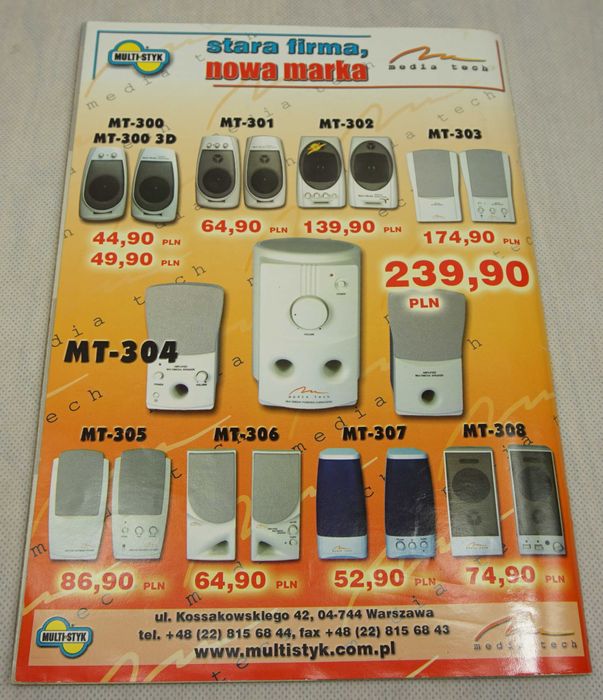 MULTI-STYK
stara firma,
nowa marka
media tech
MT-300
MT-300 3D
MT-301
MT-302
MT-303
44,90 PLN
49,90 PLN
64,90 PLN
139,90 PLN
174,90 PLN
239,90
PLN
MT-304
media tech
MT-305
MT-306
MT-307
MT-308
86,90 PLN
64,90 PLN
52,90 PLN
74,90 PLN
ul. Kossakowskiego 42, 04-744 Warszawa
tel. +48 (22) 815 68 44, fax +48 (22) 815 68 43
www.multistyk.com.pl
MULTI-STYK
media tech